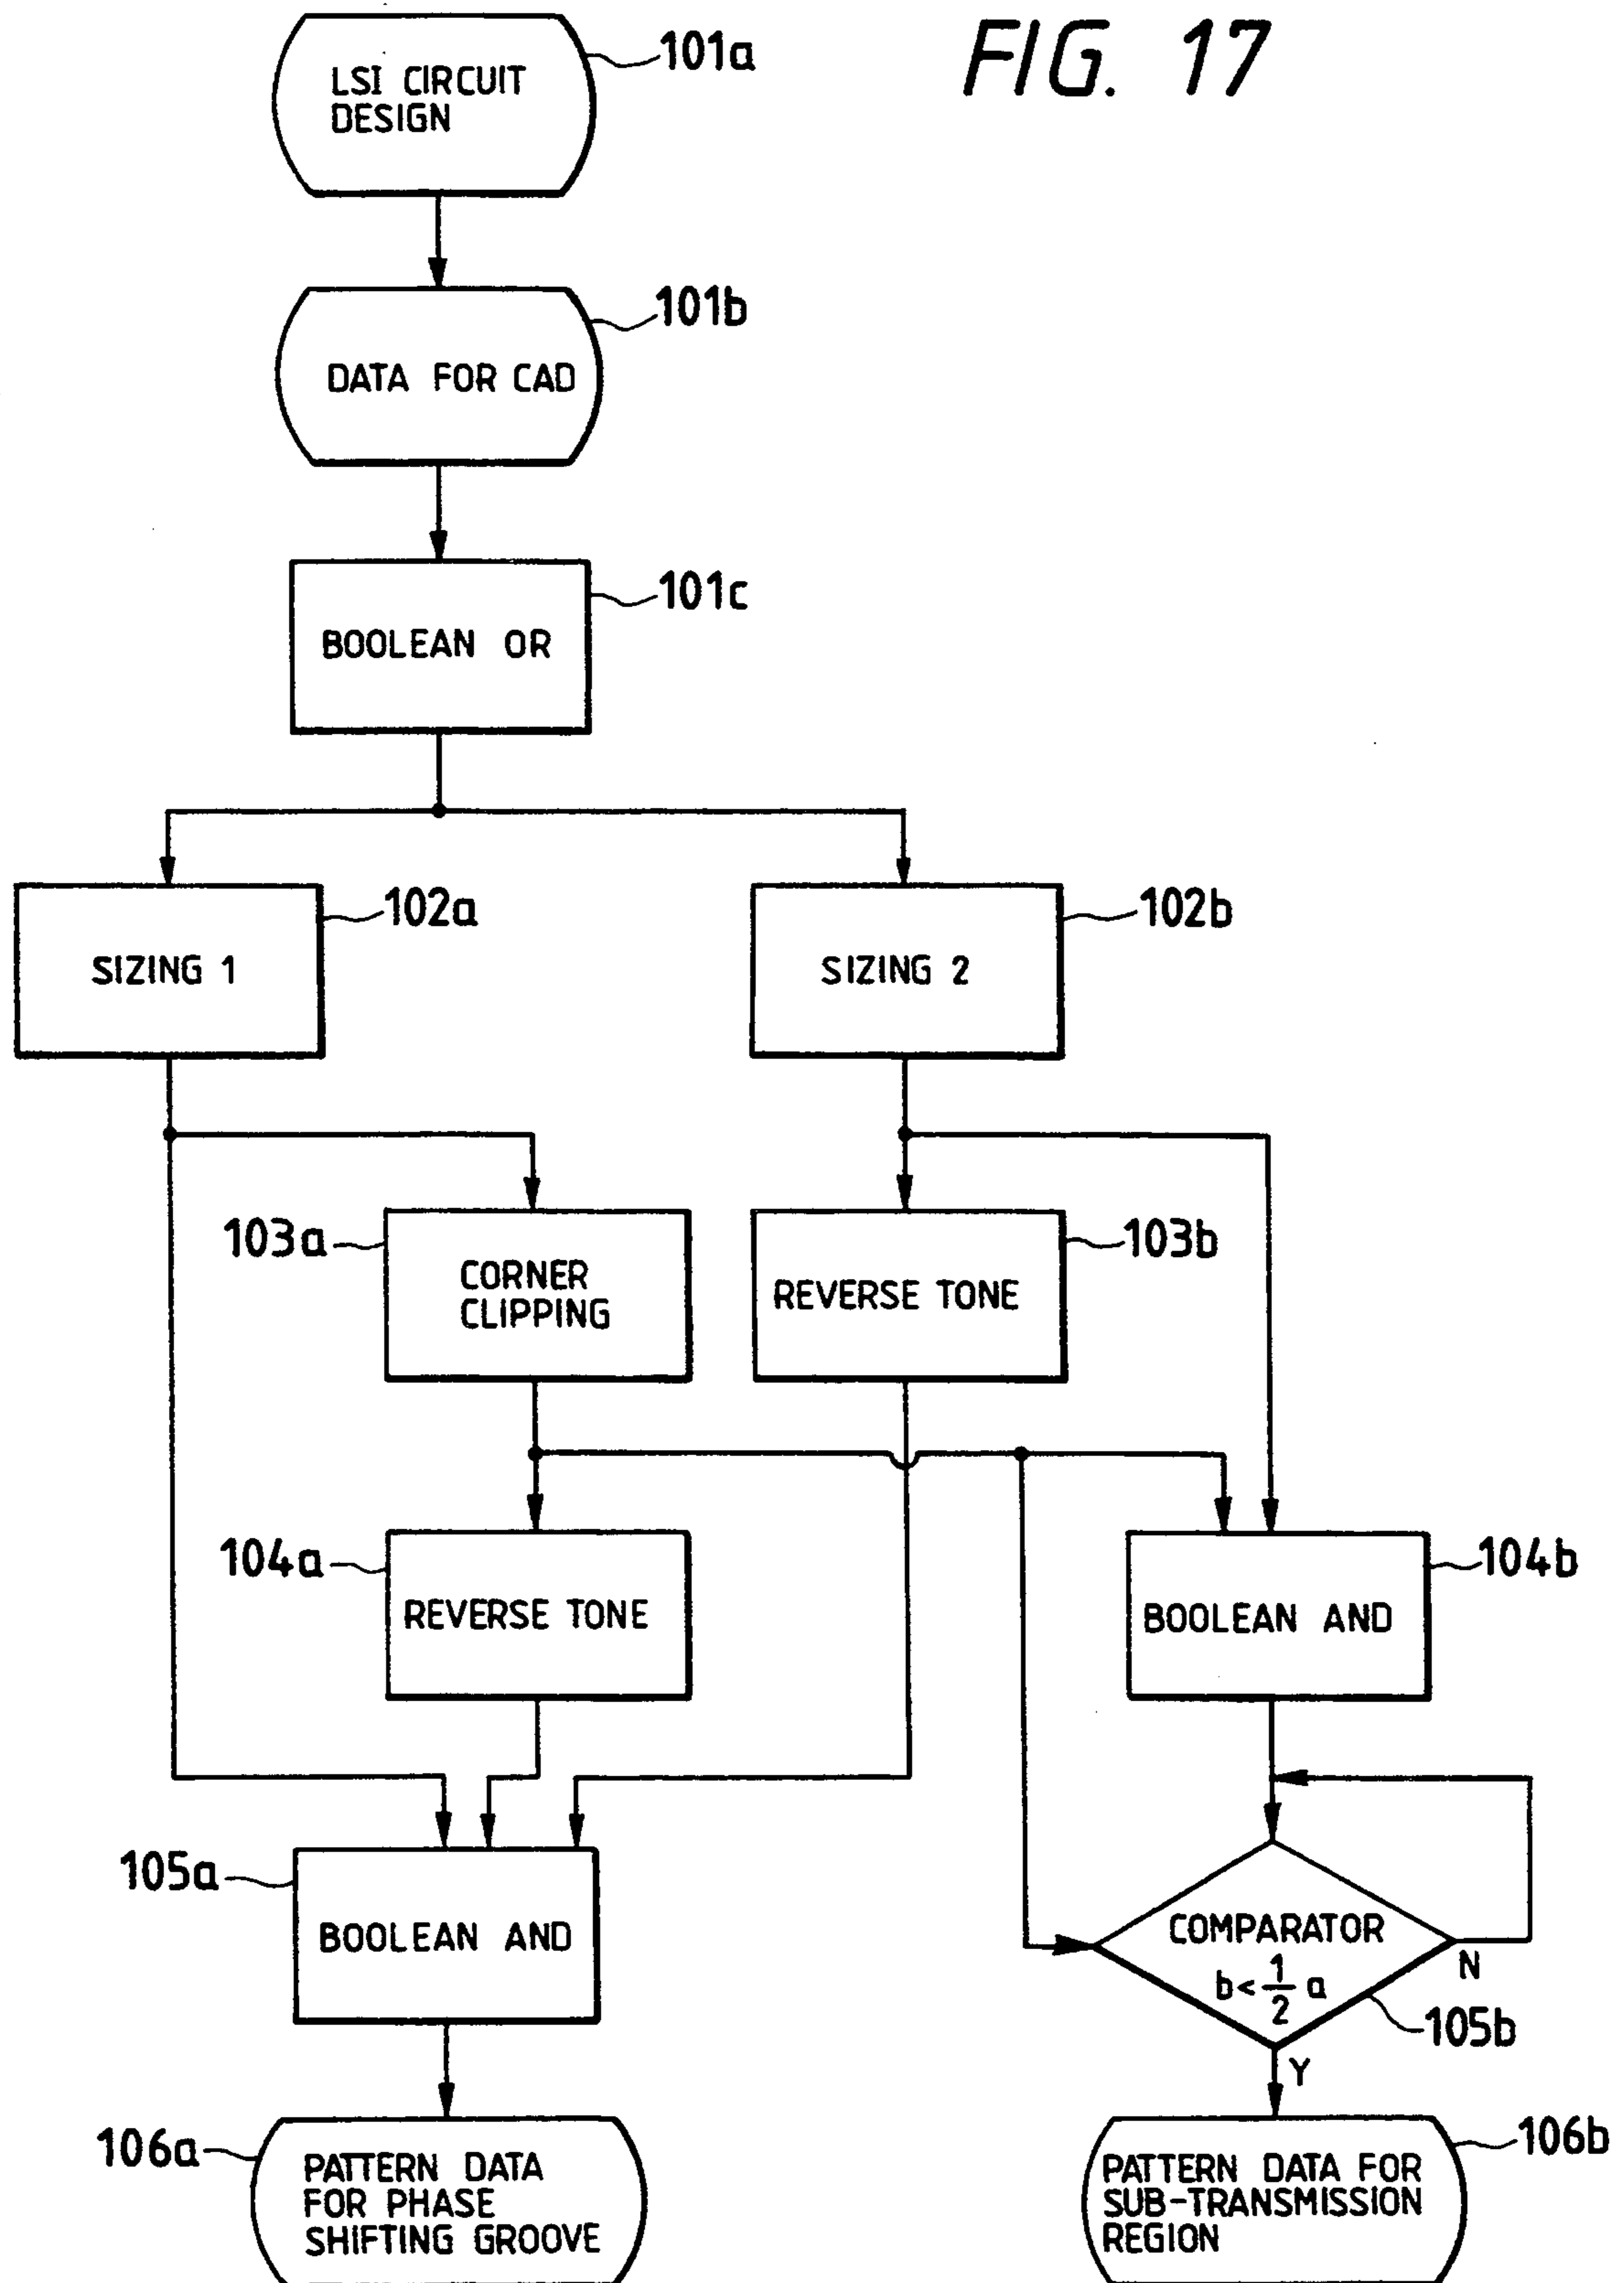 FIG. 17
101a
LSI CIRCUIT
DESIGN
101b
DATA FOR CAD
101c
BOOLEAN OR
102a
SIZING 1
102b
SIZING 2
103a
CORNER
CLIPPING
103b
REVERSE TONE
104a
REVERSE TONE
104b
BOOLEAN AND
105a
BOOLEAN AND
COMPARATOR
b < 1/2 a
N
105b
Y
106a
PATTERN DATA
FOR PHASE
SHIFTING GROOVE
106b
PATTERN DATA FOR
SUB-TRANSMISSION
REGION